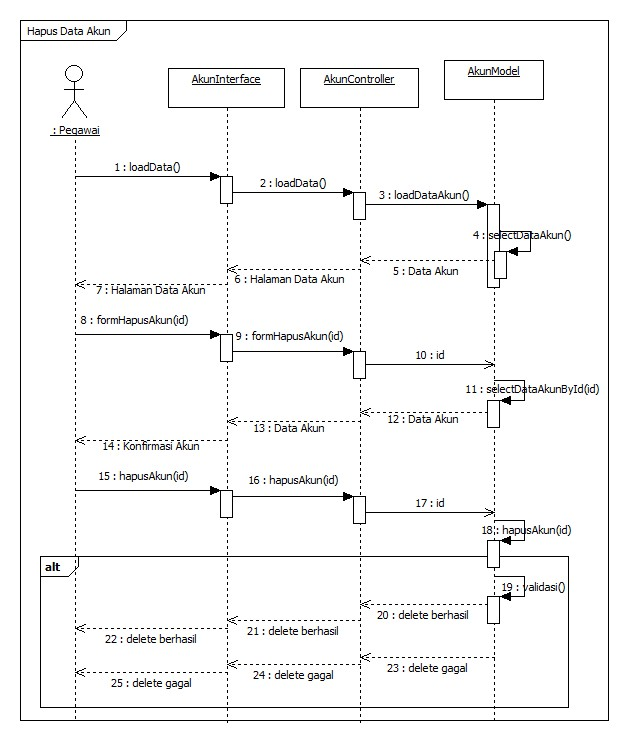 Hapus Data Akun
AkunInterface
AkunController
AkunModel
: Pegawai
1 : loadData()
2 : loadData()
3 : loadDataAkun()
4 : selectDataAkun()
5 : Data Akun
6 : Halaman Data Akun
7 : Halaman Data Akun
8 : formHapusAkun(id)
9 : formHapusAkun(id)
10 : id
11 : selectDataAkunById(id)
12 : Data Akun
13 : Data Akun
14 : Konfirmasi Akun
15 : hapusAkun(id)
16 : hapusAkun(id)
17 : id
18 : hapusAkun(id)
alt
19 : validasi()
20 : delete berhasil
21 : delete berhasil
22 : delete berhasil
23 : delete gagal
24 : delete gagal
25 : delete gagal